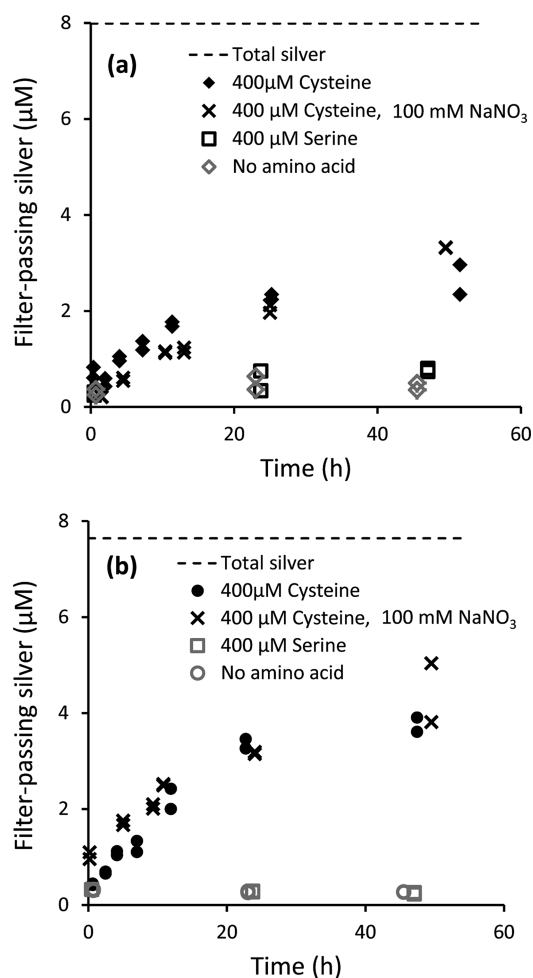 8
(a)
Total silver
400µM Cysteine
400 µM Cysteine, 100 mM NaNO₃
400 µM Serine
No amino acid
6
4
2
0
Filter-passing silver (µM)
0 20 40 60
Time (h)
8
(b)
Total silver
400µM Cysteine
400 µM Cysteine, 100 mM NaNO₃
400 µM Serine
No amino acid
6
4
2
0
Filter-passing silver (µM)
0 20 40 60
Time (h)